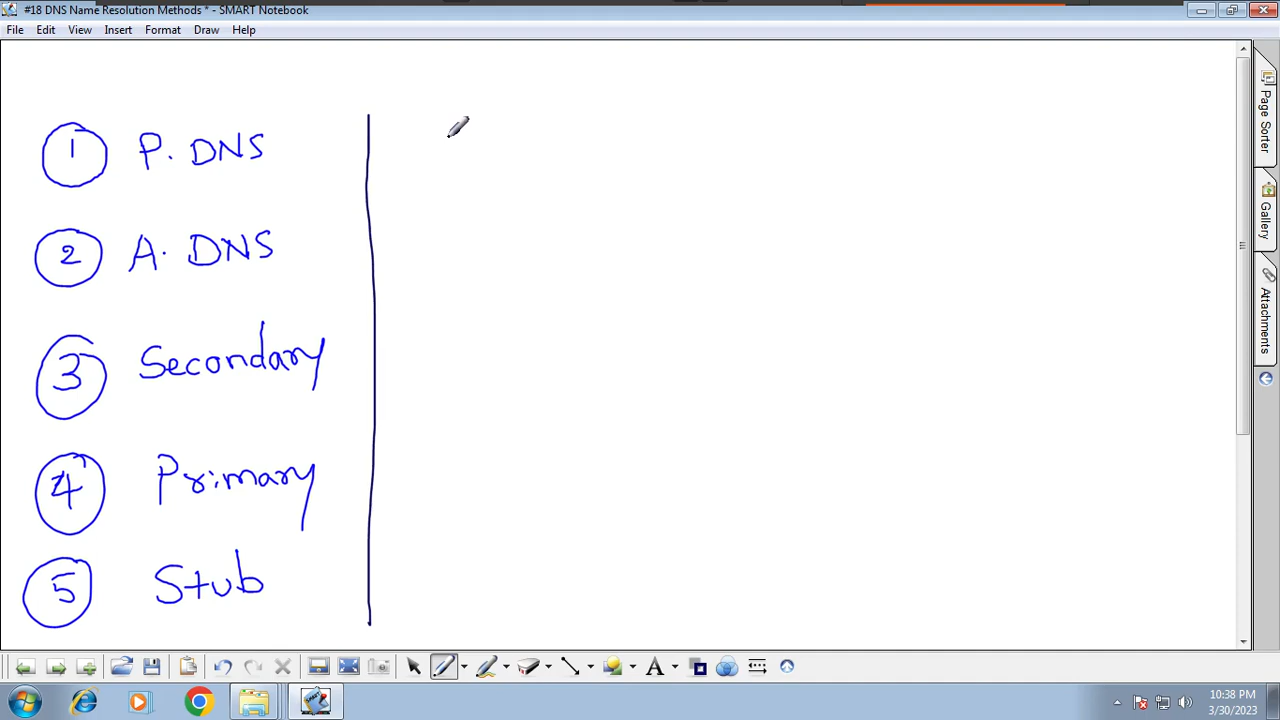 #18 DNS Name Resolution Methods * - SMART Notebook
File Edit View Insert Format Draw Help
1 P. DNS
2 A. DNS
3 Secondary
4 Primary
5 Stub
Page Sorter
Gallery
Attachments
10:38 PM
3/30/2023